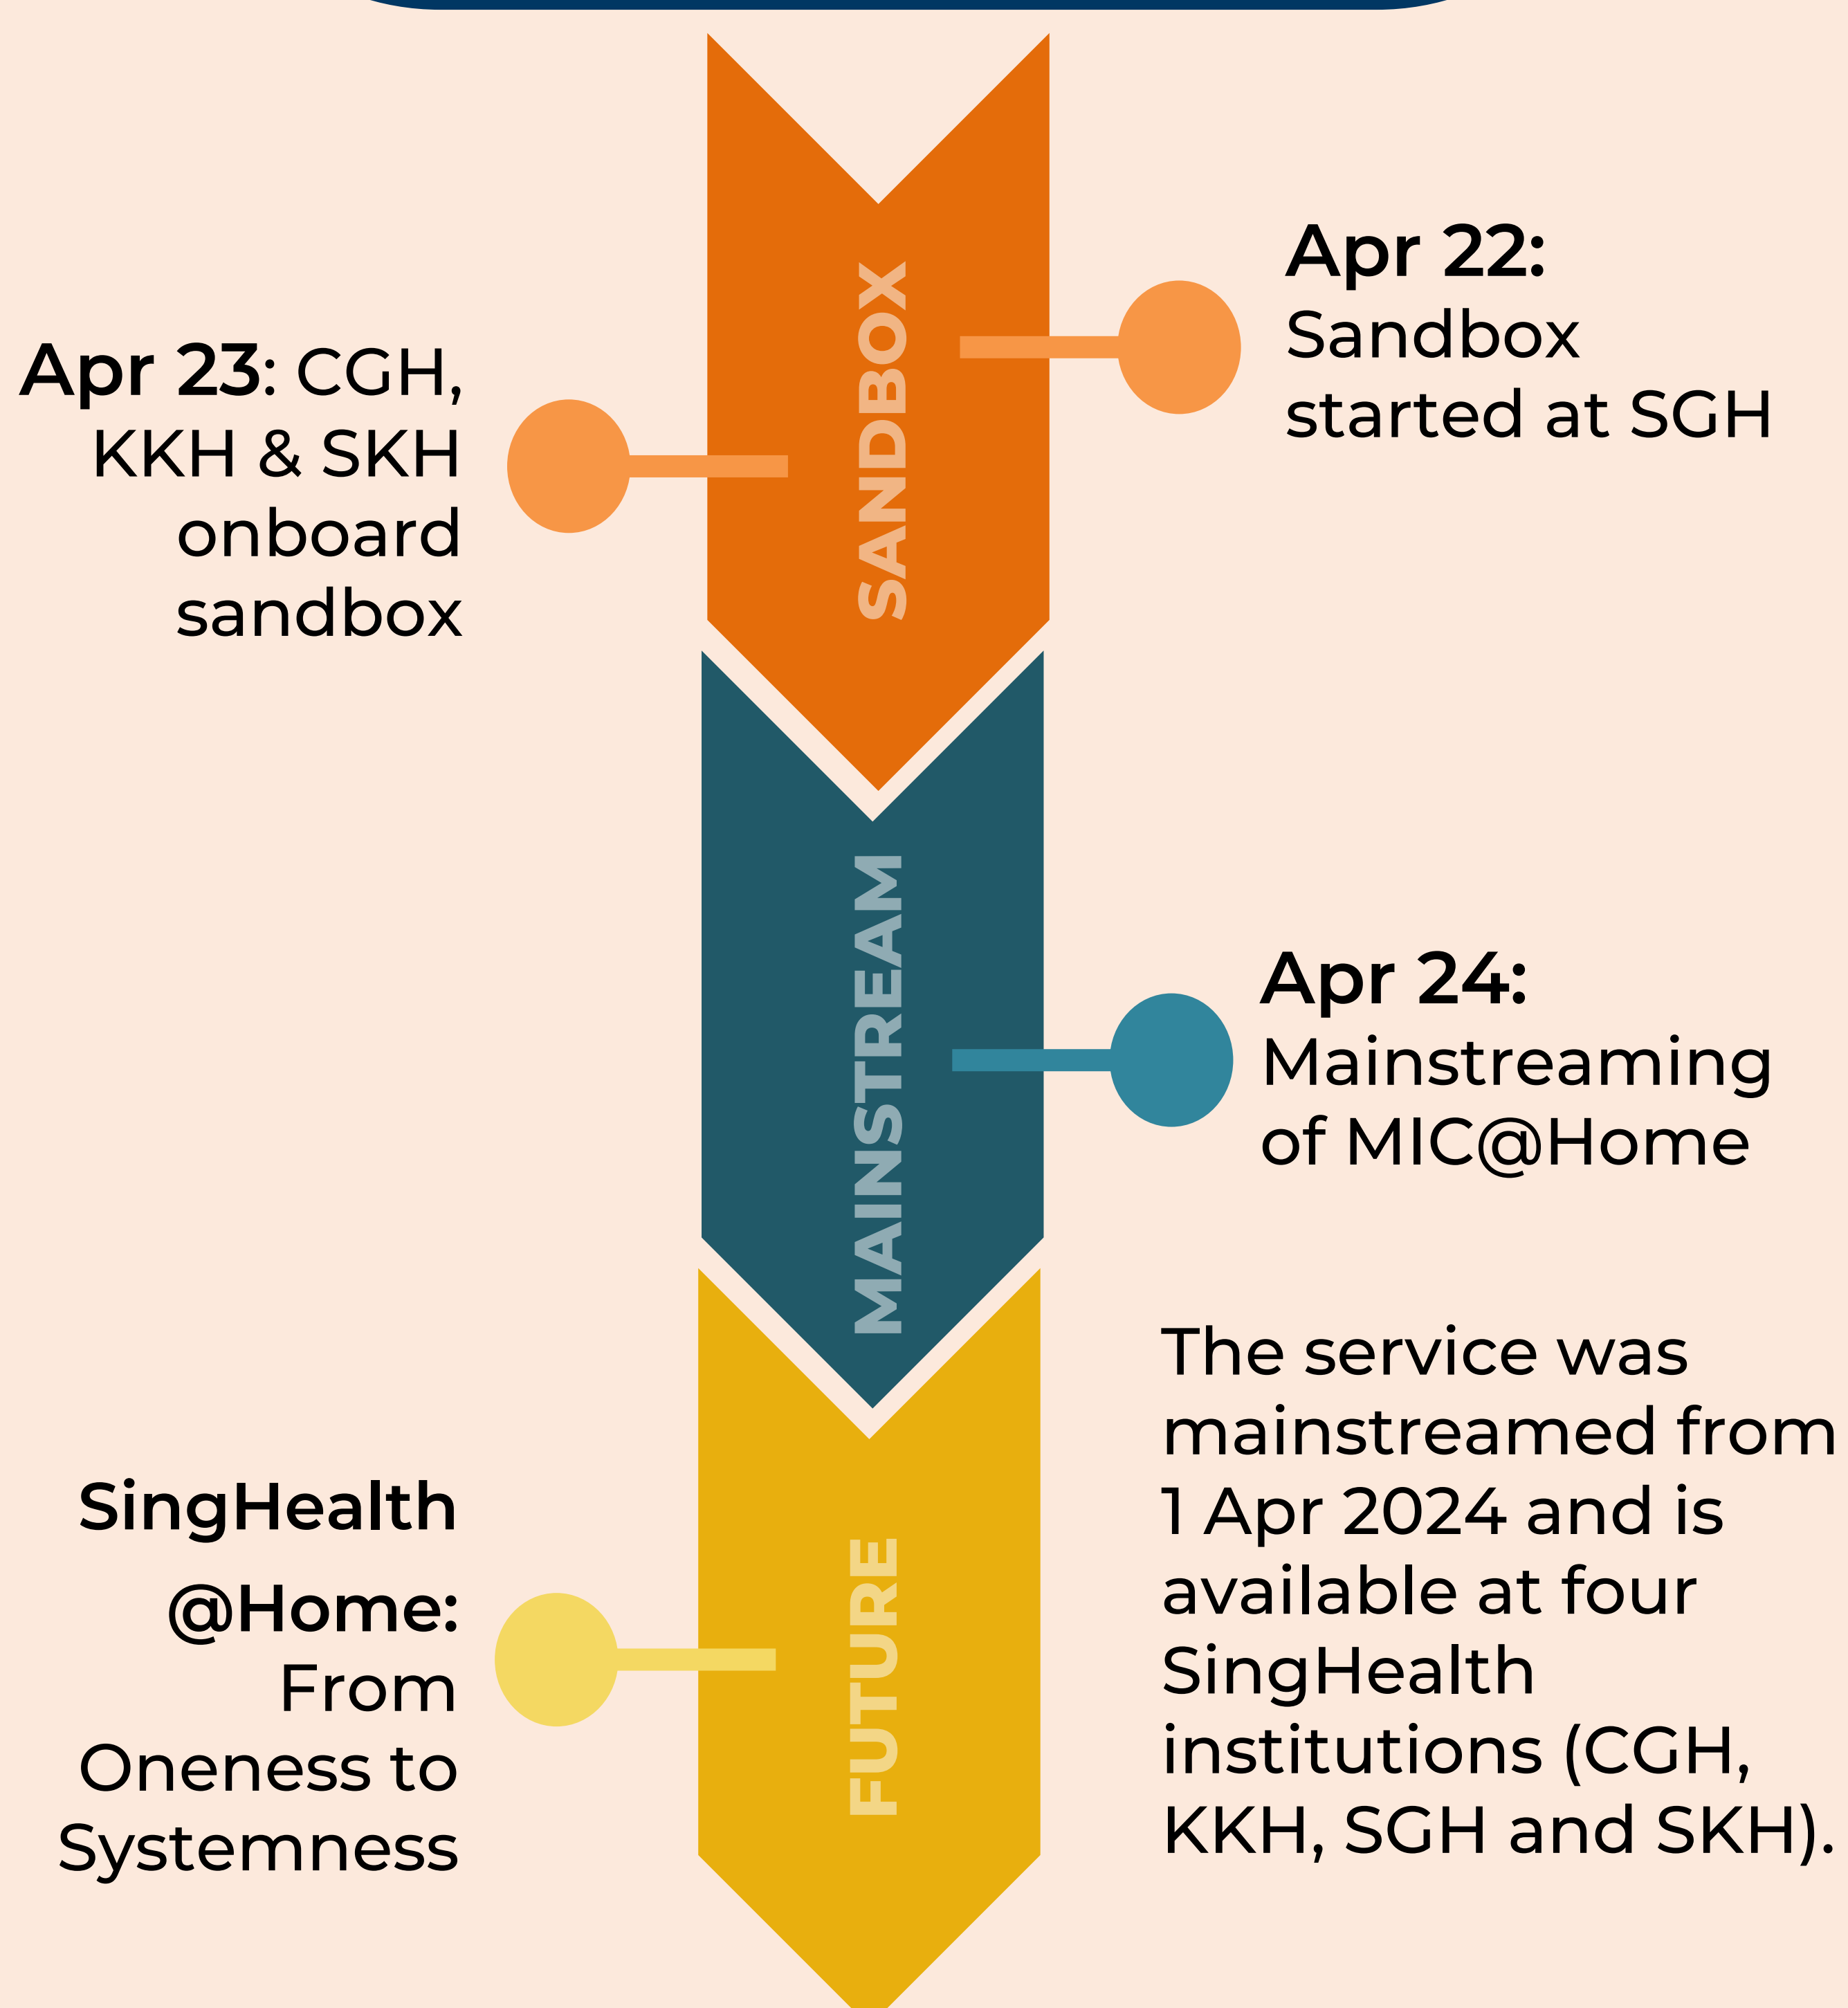 SANDBOX
Apr 22:
Sandbox
started at SGH
Apr 23: CGH,
KKH & SKH
onboard
sandbox
MAINSTREAM
Apr 24:
Mainstreaming
of MIC@Home
The service was
mainstreamed from
1 Apr 2024 and is
available at four
SingHealth
institutions (CGH,
KKH, SGH and SKH).
FUTURE
SingHealth
@Home:
From
Oneness to
Systemness